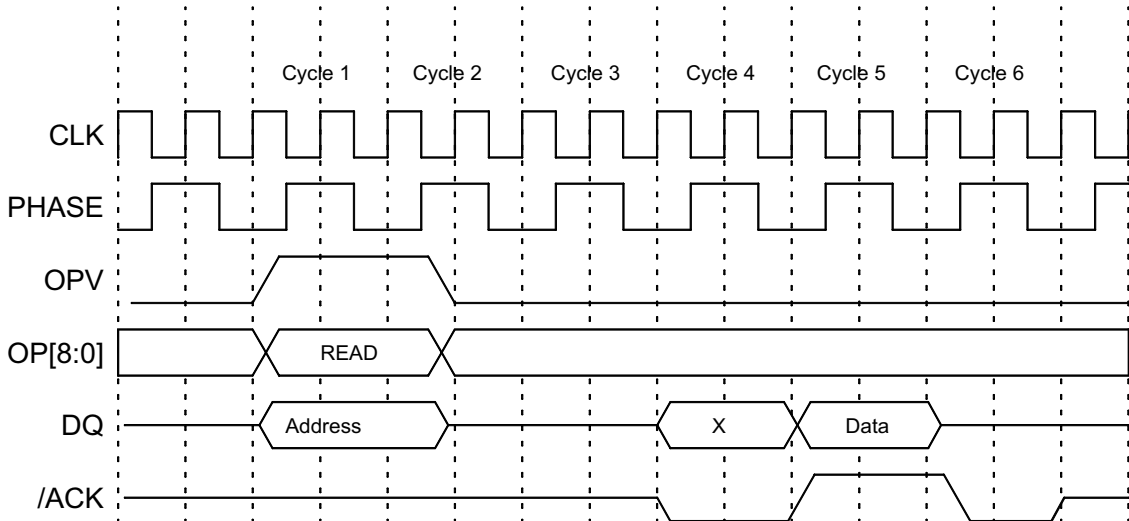 Cycle 1 Cycle 2 Cycle 3 Cycle 4 Cycle 5 Cycle 6
CLK
PHASE
OPV
OP[8:0] READ
DQ Address X Data
/ACK